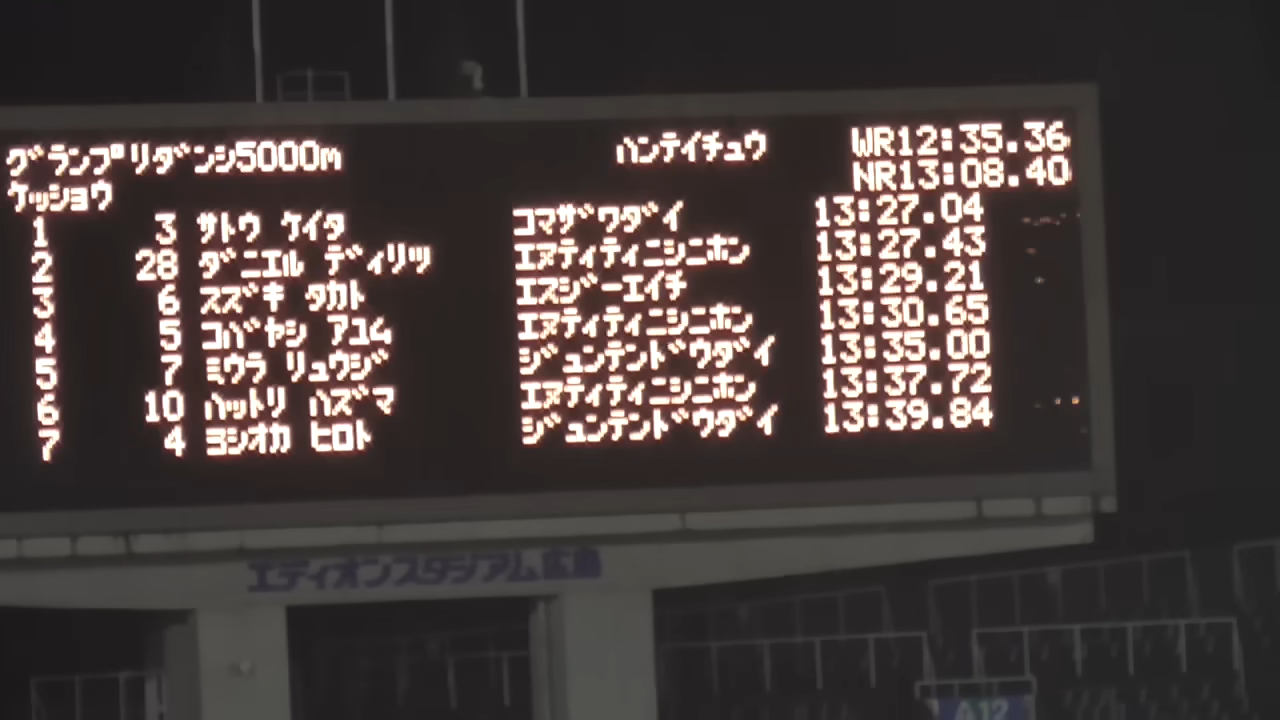 グランプリダンシ5000m ハンテイチュウ WR12:35.36
ケッショウ NR13:08.40
1 3 サトウ ケイタ コマザワダイ 13:27.04
2 28 ダニエル ディリツ エヌティティニシニホン 13:27.43
3 6 スズキ タカト エスジーエイチ 13:29.21
4 5 コバヤシ アユム エヌティティニシニホン 13:30.65
5 7 ミウラ リュウジ ジュンテンドウダイ 13:35.00
6 10 ハットリ ハズマ エヌティティニシニホン 13:37.72
7 4 ヨシオカ ヒロト ジュンテンドウダイ 13:39.84
エディオンスタジアム広島
A12